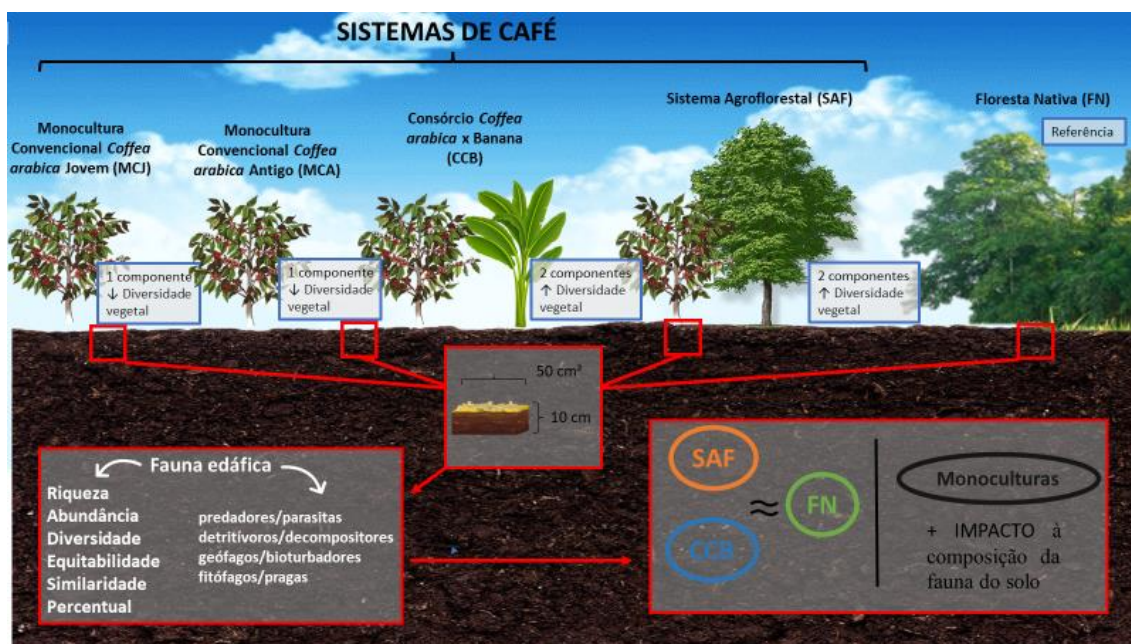 SISTEMAS DE CAFÉ
Monocultura
Convencional Coffea
arabica Jovem (MCJ)
Monocultura
Convencional Coffea
arabica Antigo (MCA)
Consórcio Coffea
arabica x Banana
(CCB)
Sistema Agroflorestal (SAF)
Floresta Nativa (FN)
Referência
1 componente
↓ Diversidade
vegetal
1 componente
↓ Diversidade
vegetal
2 componentes
↑ Diversidade
vegetal
2 componentes
↑ Diversidade
vegetal
50 cm²
10 cm
Fauna edáfica
Riqueza
Abundância
Diversidade
Equitabilidade
Similaridade
Percentual
predadores/parasitas
detritívoros/decompositores
geófagos/bioturbadores
fitófagos/pragas
SAF
CCB
≈
FN
Monoculturas
+ IMPACTO à
composição da
fauna do solo